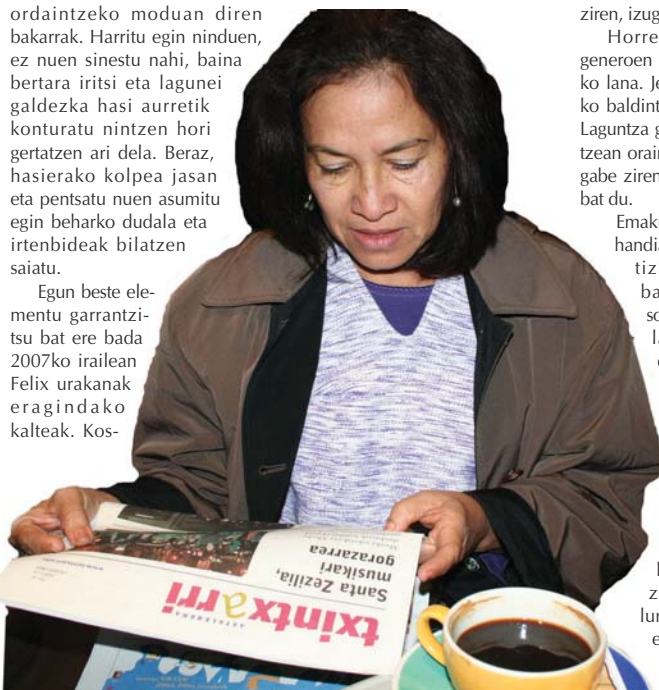 ordaintzeko moduan diren
bakarrak. Harritu egin ninduen,
ez nuen sinestu nahi, baina
bertara iritsi eta lagunei
galdezka hasi aurretik
konturatu nintzen hori
gertatzen ari dela. Beraz,
hasierako kolpea jasan
eta pentsatu nuen asumitu
egin beharko dudala eta
irtenbideak bilatzen
saiatu.
Egun beste ele-
mentu garrantzi-
tsu bat ere bada
2007ko irailean
Felix urakanak
eragindako
kalteak. Kos-
ziren, izug
Horre
generoen
ko lana. Je
ko baldint
Laguntza g
tzean orain
gabe ziren
bat du.
Emak
handia
tiz
ba
so
la
z
lur
e
txintxarri
ASTEKARIA
Santa Zezilia,
musikari
gorazarrea